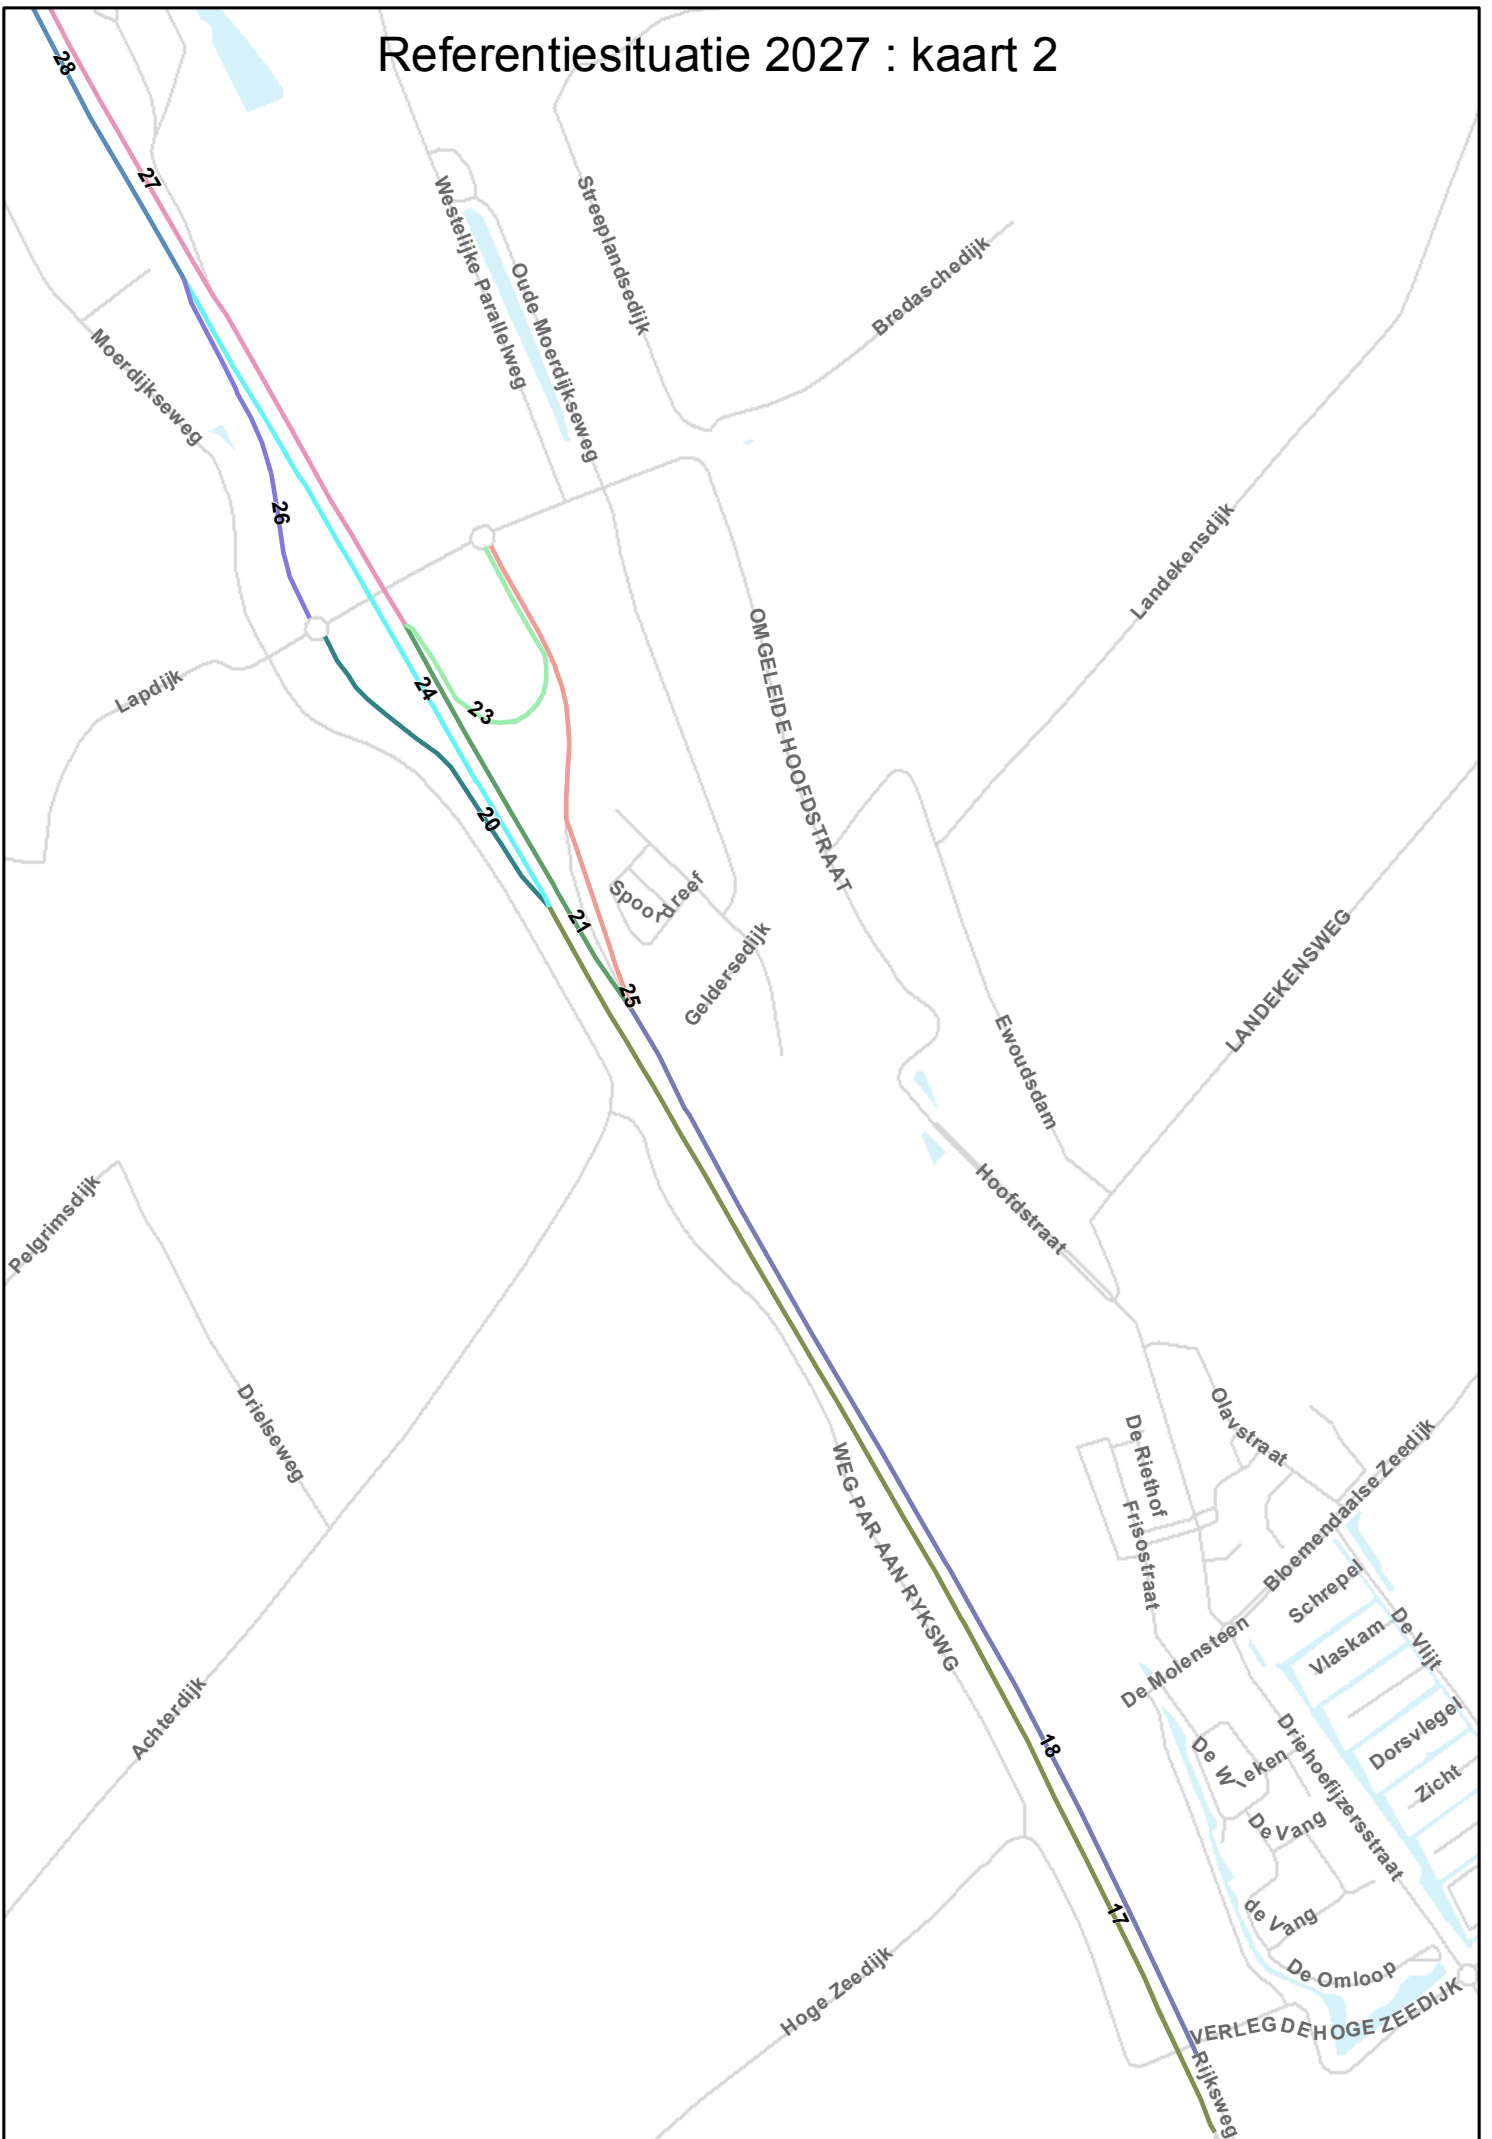 Referentiesituatie 2027 : kaart 2
28
27
Westelijke Parallelweg
Streeplandsedijk
Oude Moerdijkseweg
Bredaschedijk
Moerdijkseweg
26
Landekensdijk
OMGELEIDE HOOFDSTRAAT
Lapdijk
24
23
20
Spoordreef
21
Geldersedijk
25
LANDEKENSWEG
Ewoudsdam
Hoofdstraat
Pelgrimsdijk
Drielseweg
Olavstraat
De Riethof
Bloemendaalse Zeedijk
WEG PAR AAN RYKSWG
Frisostraat
Schrepel
De Vlijt
Vlaskam
De Molensteen
Achterdijk
18
Dorsvlegel
De Wieken
Driehoefijzersstraat
Zicht
De Vang
17
de Vang
De Omloop
Hoge Zeedijk
VERLEGDE HOGE ZEEDIJK
Rijksweg